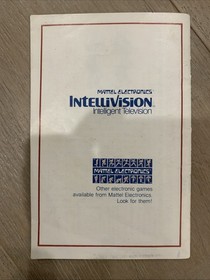 MATTEL ELECTRONICS
INTELLIVISION
Intelligent Television
MATTEL ELECTRONICS
Other electronic games
available from Mattel Electronics.
Look for them!